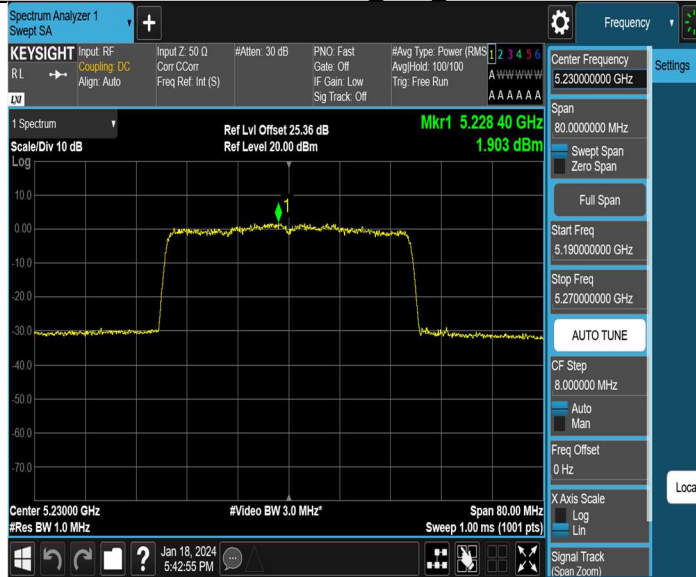 Spectrum Analyzer 1
Swept SA
+
Frequency
KEYSIGHT
RL
LXI
Input: RF
Coupling: DC
Align: Auto
Input Z: 50 Ω
Corr CCorr
Freq Ref: Int (S)
#Atten: 30 dB
PNO: Fast
Gate: Off
IF Gain: Low
Sig Track: Off
#Avg Type: Power (RMS
Avg|Hold: 100/100
Trig: Free Run
1 2 3 4 5 6
A W W W W W
A A A A A A
1 Spectrum
Scale/Div 10 dB
Log
Ref Lvl Offset 25.36 dB
Ref Level 20.00 dBm
Mkr1 5.228 40 GHz
1.903 dBm
1
10.0
0.00
-10.0
-20.0
-30.0
-40.0
-50.0
-60.0
-70.0
Center 5.23000 GHz
#Res BW 1.0 MHz
#Video BW 3.0 MHz*
Span 80.00 MHz
Sweep 1.00 ms (1001 pts)
Center Frequency
5.230000000 GHz
Span
80.0000000 MHz
Swept Span
Zero Span
Full Span
Start Freq
5.190000000 GHz
Stop Freq
5.270000000 GHz
AUTO TUNE
CF Step
8.000000 MHz
Auto
Man
Freq Offset
0 Hz
X Axis Scale
Log
Lin
Signal Track
(Span Zoom)
Settings
Loca
?
Jan 18, 2024
5:42:55 PM